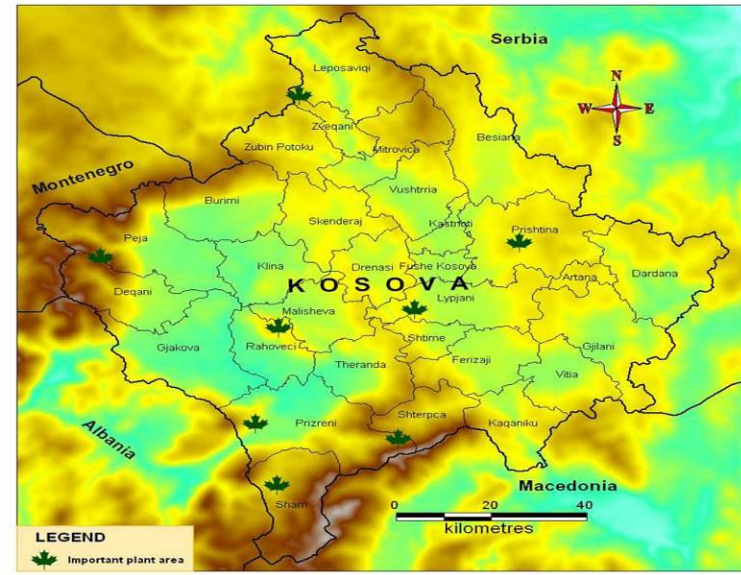 Serbia
Leposaviqi
N
W E
S
Zveqani
Besiana
Zubin Potoku
Mitrovica
Montenegro
Vushtrria
Burimi
Skenderaj
Kastrioti
Prishtina
Peja
Klina
Drenasi
Fushe Kosova
Artana
Dardana
Deqani
KOSOVA
Lypjani
Malisheva
Gjakova
Rahoveci
Shtime
Gjilani
Theranda
Ferizaji
Vitia
Albania
Prizreni
Shterpca
Kaqaniku
Macedonia
Sharri
0 20 40
kilometres
LEGEND
Important plant area